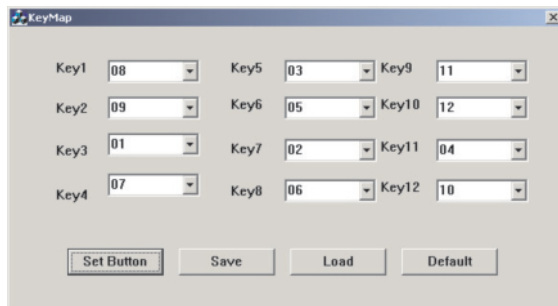 KeyMap
Key1 08 Key5 03 Key9 11
Key2 09 Key6 05 Key10 12
Key3 01 Key7 02 Key11 04
Key4 07 Key8 06 Key12 10
Set Button Save Load Default